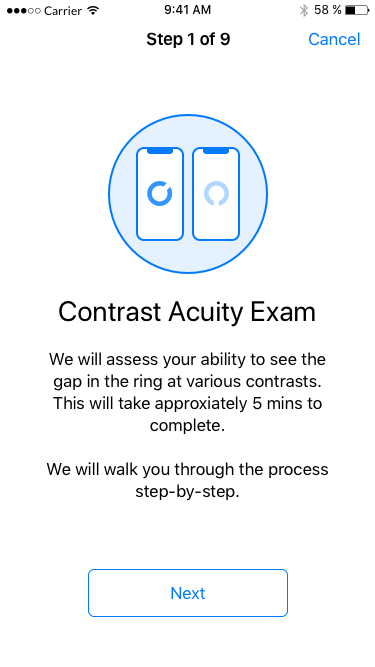 Carrier 9:41 AM 58 %
Step 1 of 9 Cancel
Contrast Acuity Exam
We will assess your ability to see the
gap in the ring at various contrasts.
This will take approxiately 5 mins to
complete.
We will walk you through the process
step-by-step.
Next